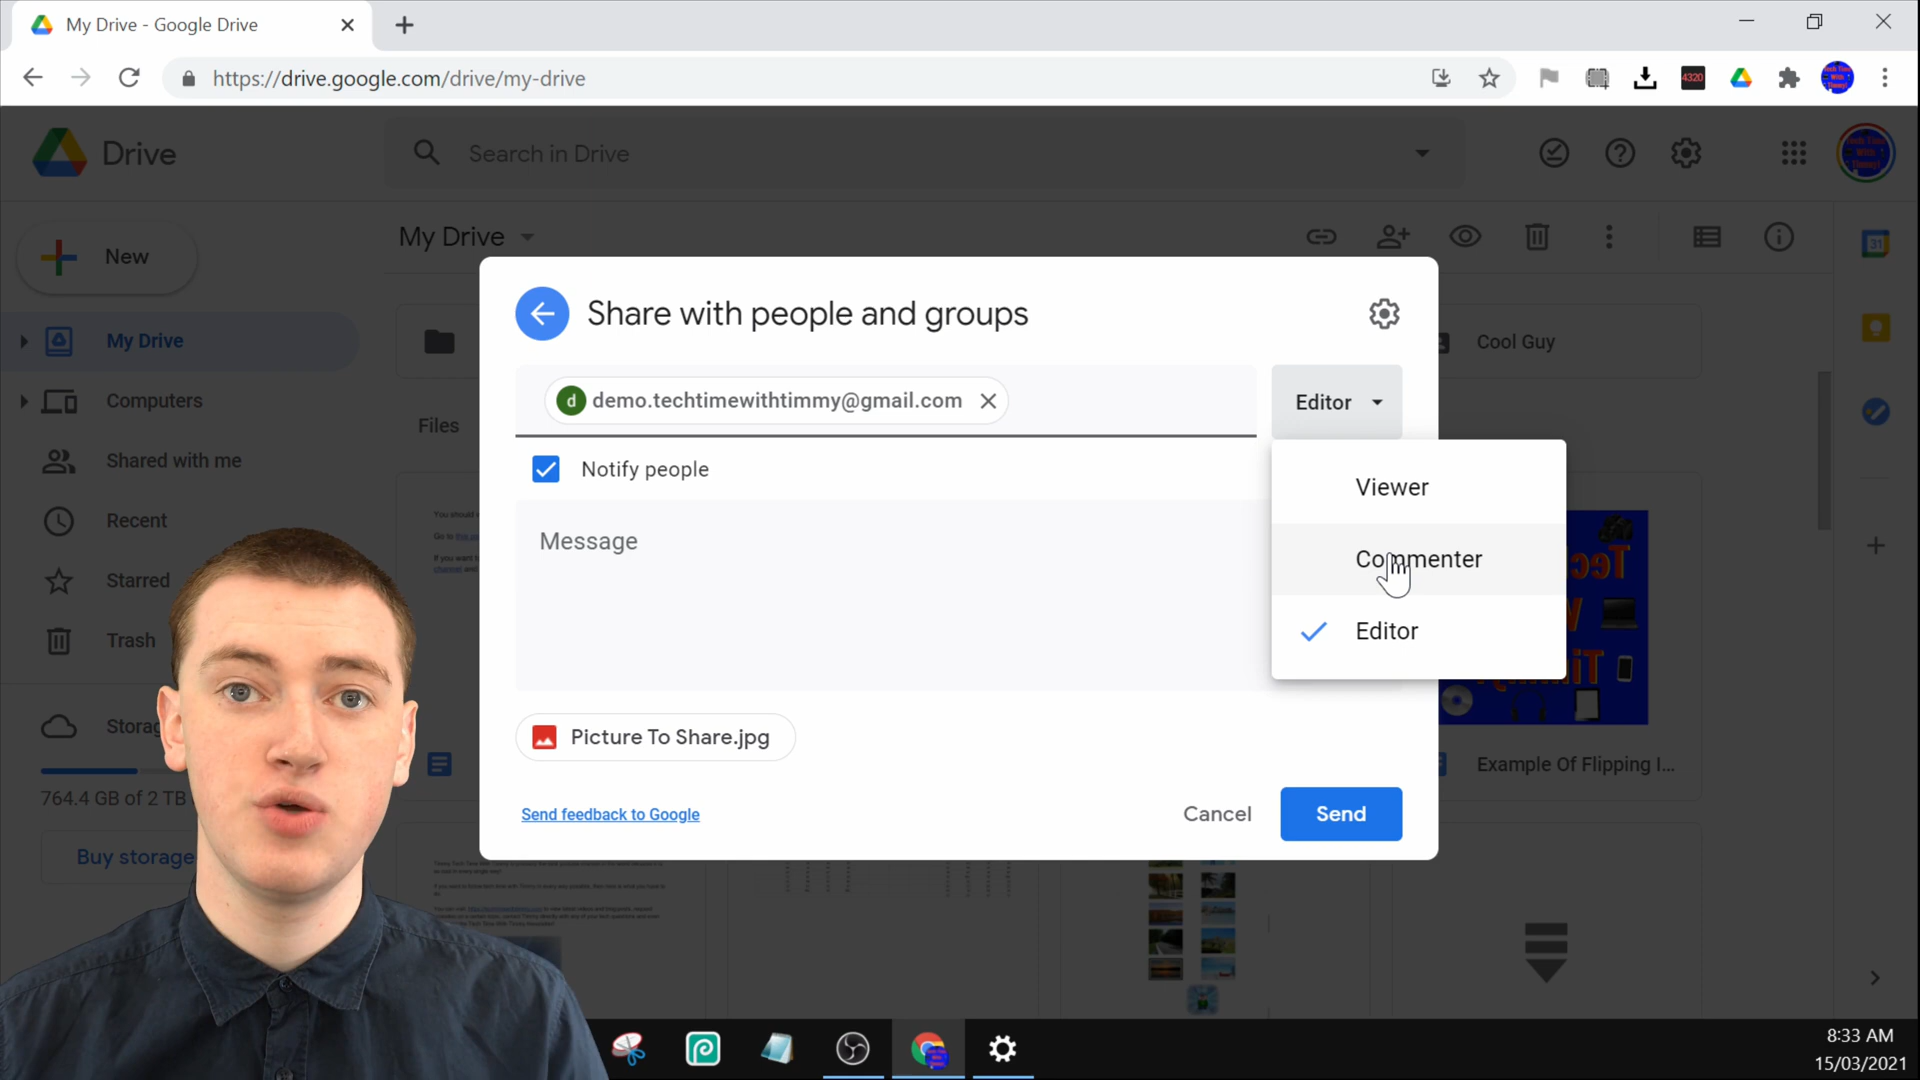 My Drive - Google Drive
https://drive.google.com/drive/my-drive
4320
Drive
Search in Drive
New
My Drive
31
My Drive
Computers
Shared with me
Recent
Starred
Trash
764.4 GB of 2 TB
Buy storage
Files
Cool Guy
Share with people and groups
d demo.techtimewithtimmy@gmail.com
Editor
Notify people
Viewer
Message
Commenter
Editor
Picture To Share.jpg
Example Of Flipping I...
Send feedback to Google
Cancel
Send
8:33 AM
15/03/2021